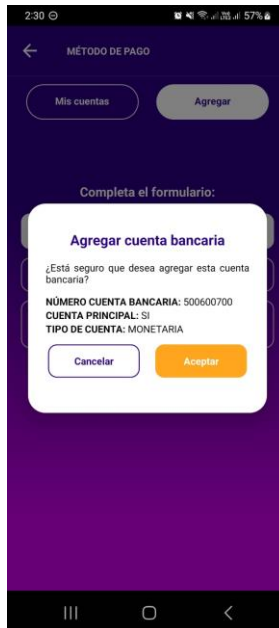 2:30
57%
MÉTODO DE PAGO
Mis cuentas
Agregar
Completa el formulario:
Agregar cuenta bancaria
¿Está seguro que desea agregar esta cuenta
bancaria?
NÚMERO CUENTA BANCARIA: 500600700
CUENTA PRINCIPAL: SI
TIPO DE CUENTA: MONETARIA
Cancelar
Aceptar